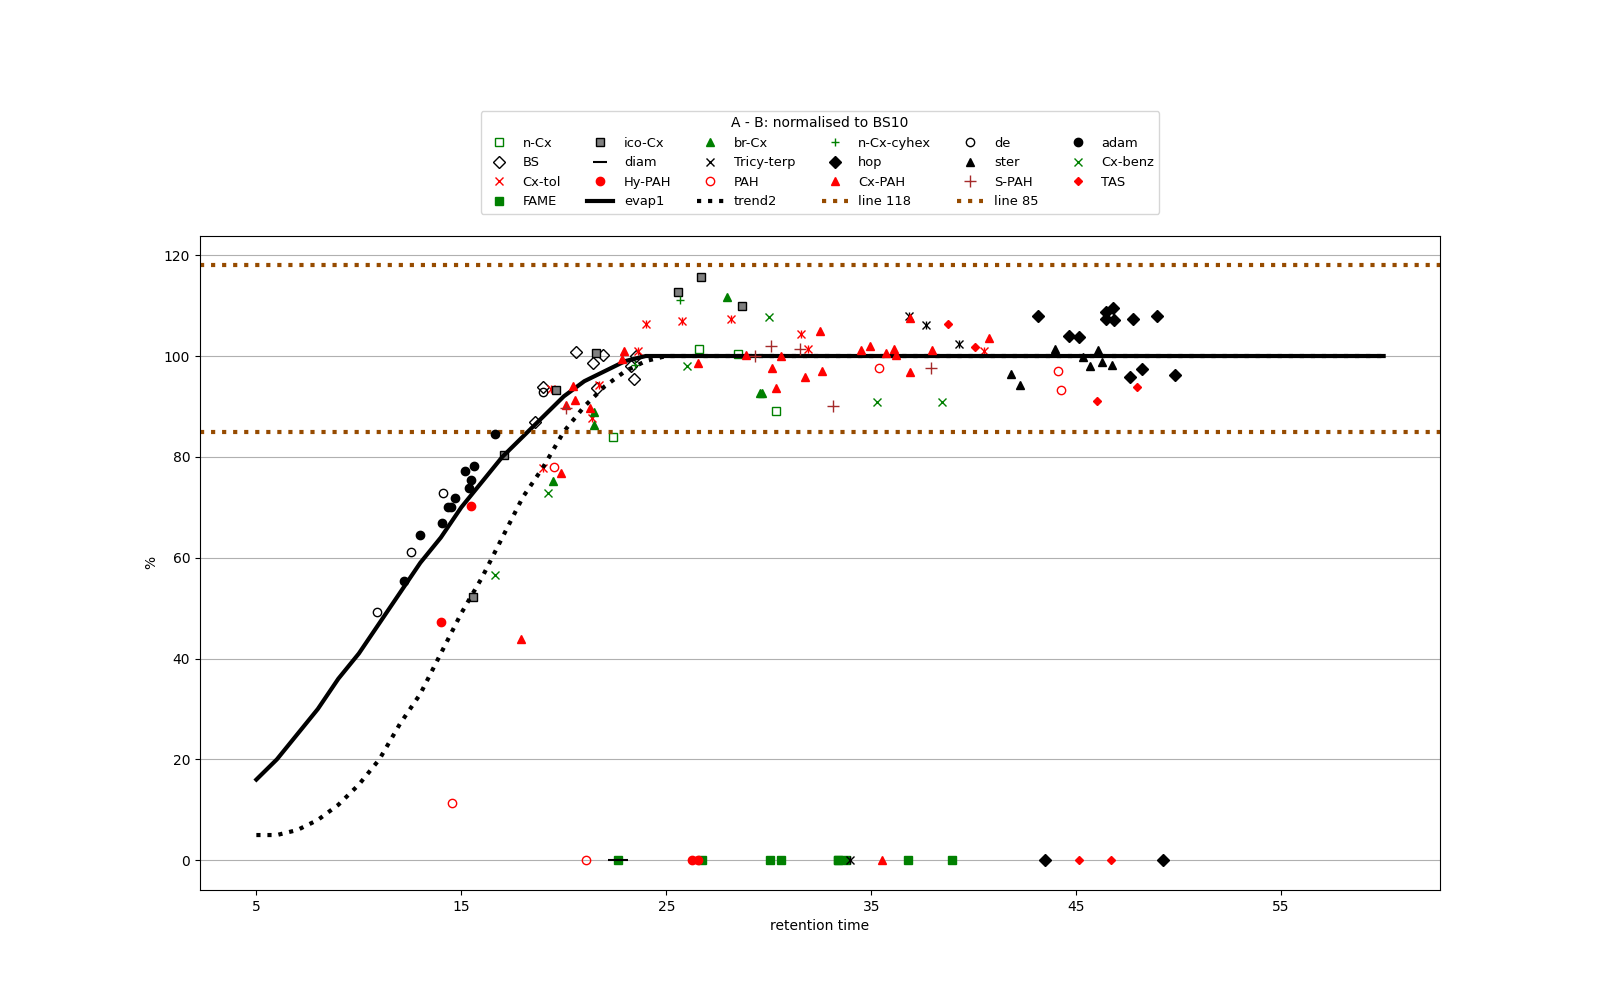 A - B: normalised to BS10
n-Cx ico-Cx br-Cx n-Cx-cyhex de adam
BS diam Tricy-terp hop ster Cx-benz
Cx-tol Hy-PAH PAH Cx-PAH S-PAH TAS
FAME evap1 trend2 line 118 line 85
120
100
80
60
40
20
0
%
5 15 25 35 45 55
retention time